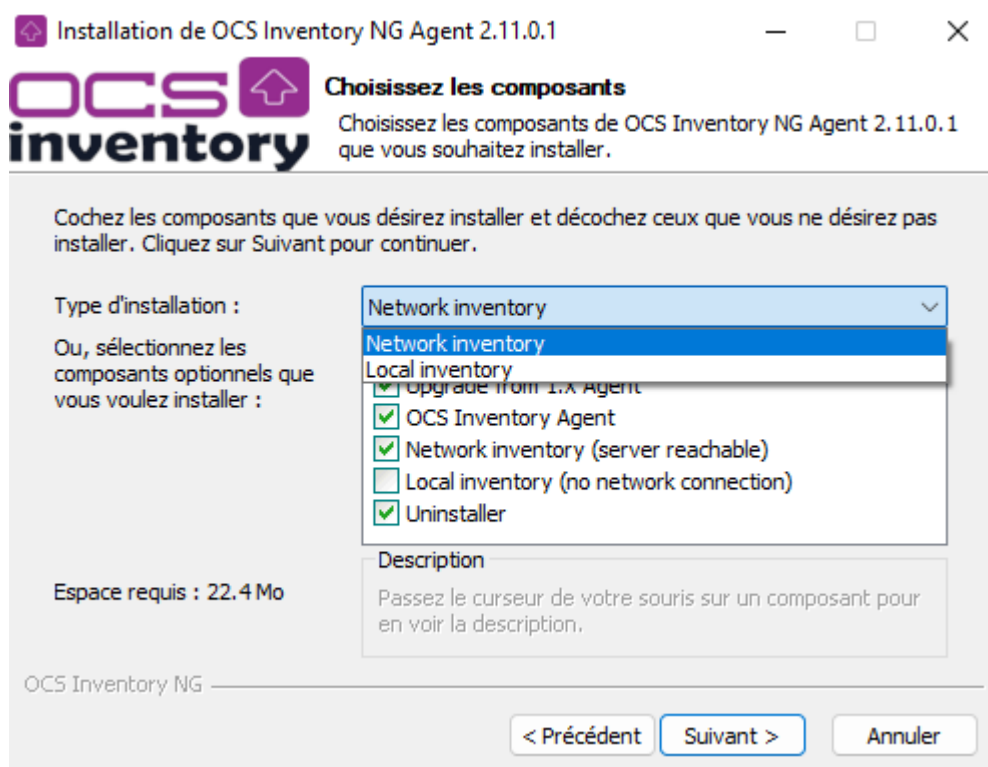 Installation de OCS Inventory NG Agent 2.11.0.1
OCS
inventory
Choisissez les composants
Choisissez les composants de OCS Inventory NG Agent 2.11.0.1
que vous souhaitez installer.
Cochez les composants que vous désirez installer et décochez ceux que vous ne désirez pas
installer. Cliquez sur Suivant pour continuer.
Type d'installation :
Network inventory
Network inventory
Local inventory
Ou, sélectionnez les
composants optionnels que
vous voulez installer :
Upgrade from 1.x Agent
OCS Inventory Agent
Network inventory (server reachable)
Local inventory (no network connection)
Uninstaller
Espace requis : 22.4 Mo
Description
Passez le curseur de votre souris sur un composant pour
en voir la description.
OCS Inventory NG
< Précédent
Suivant >
Annuler